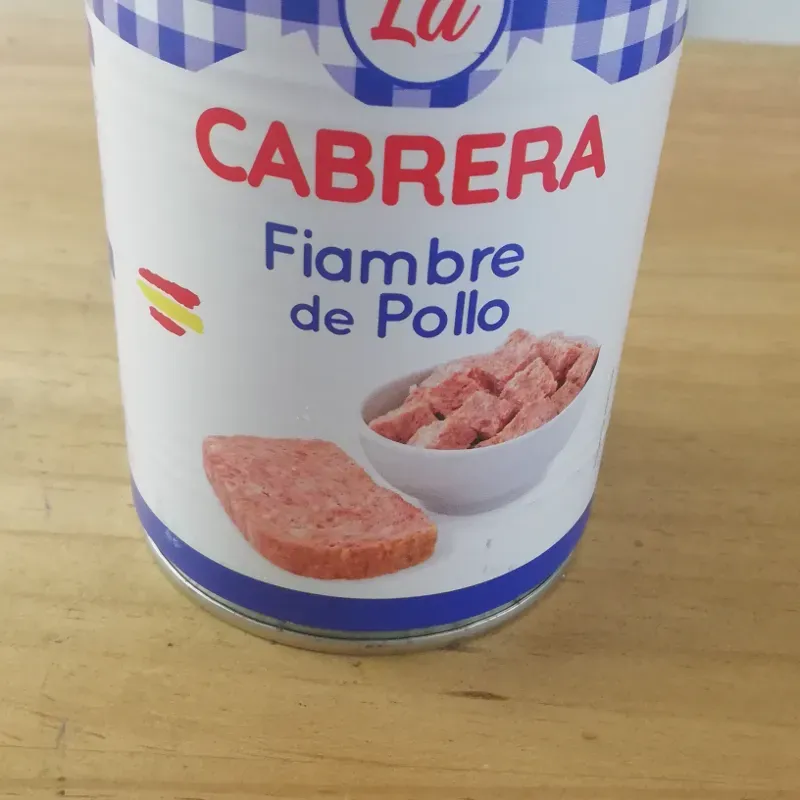 La
CABRERA
Fiambre
de Pollo